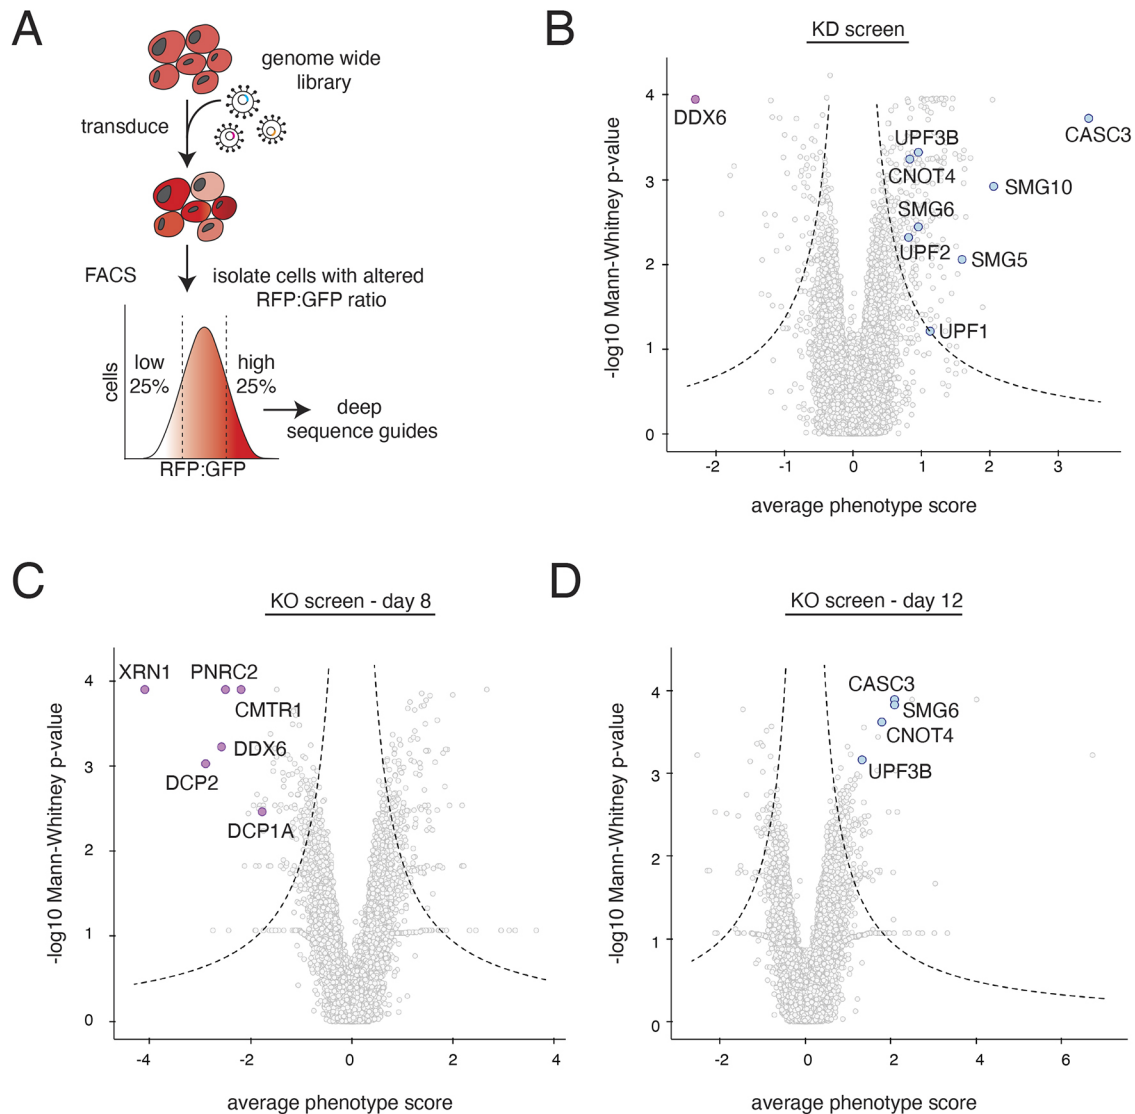 A
genome wide
library
transduce
FACS
isolate cells with altered
RFP:GFP ratio
low
25%
high
25%
cells
deep
sequence guides
RFP:GFP
B
KD screen
-log10 Mann-Whitney p-value
4
3
2
1
0
DDX6
CASC3
UPF3B
CNOT4
SMG10
SMG6
UPF2
SMG5
UPF1
-2
-1
0
1
2
3
average phenotype score
C
KO screen - day 8
-log10 Mann-Whitney p-value
4
3
2
1
0
XRN1
PNRC2
CMTR1
DDX6
DCP2
DCP1A
-4
-2
0
2
4
average phenotype score
D
KO screen - day 12
-log10 Mann-Whitney p-value
4
3
2
1
0
CASC3
SMG6
CNOT4
UPF3B
-2
0
2
4
6
average phenotype score